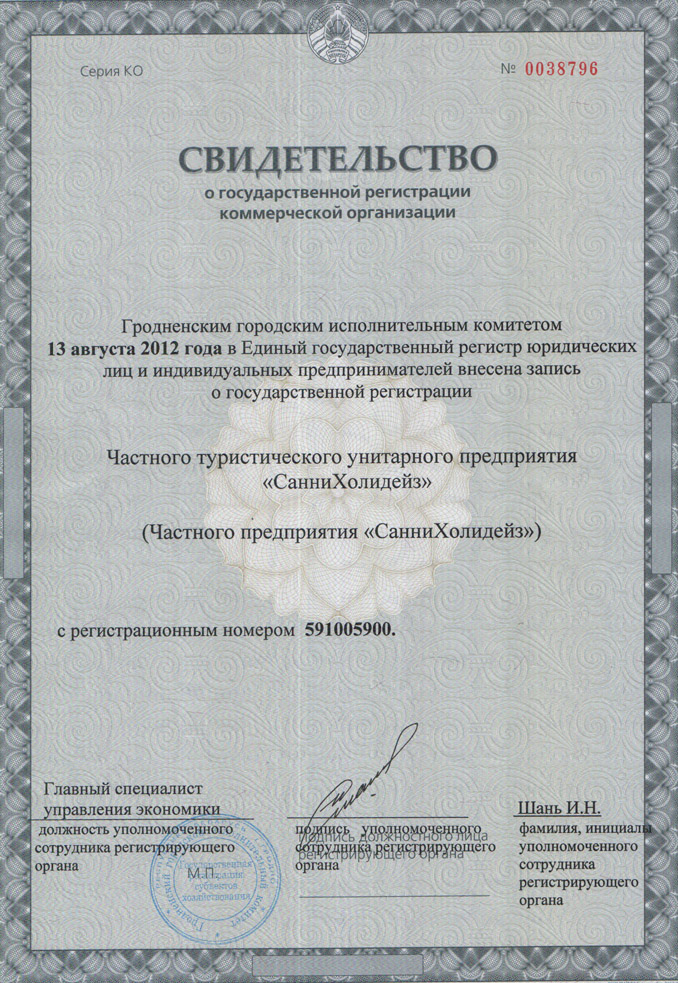 Серия КО
№ 0038796
СВИДЕТЕЛЬСТВО
о государственной регистрации
коммерческой организации
Гродненским городским исполнительным комитетом
13 августа 2012 года в Единый государственный регистр юридических
лиц и индивидуальных предпринимателей внесена запись
о государственной регистрации
Частного туристического унитарного предприятия
«СанниХолидейз»
(Частного предприятия «СанниХолидейз»)
с регистрационным номером 591005900.
Главный специалист
управления экономики
должность уполномоченного
сотрудника регистрирующего
органа
М.П.
Государственная
регистрация
субъектов
хозяйствования
подпись уполномоченного
сотрудника регистрирующего
органа
подпись должностного лица
регистрирующего органа
Шань И.Н.
фамилия, инициалы
уполномоченного
сотрудника
регистрирующего
органа